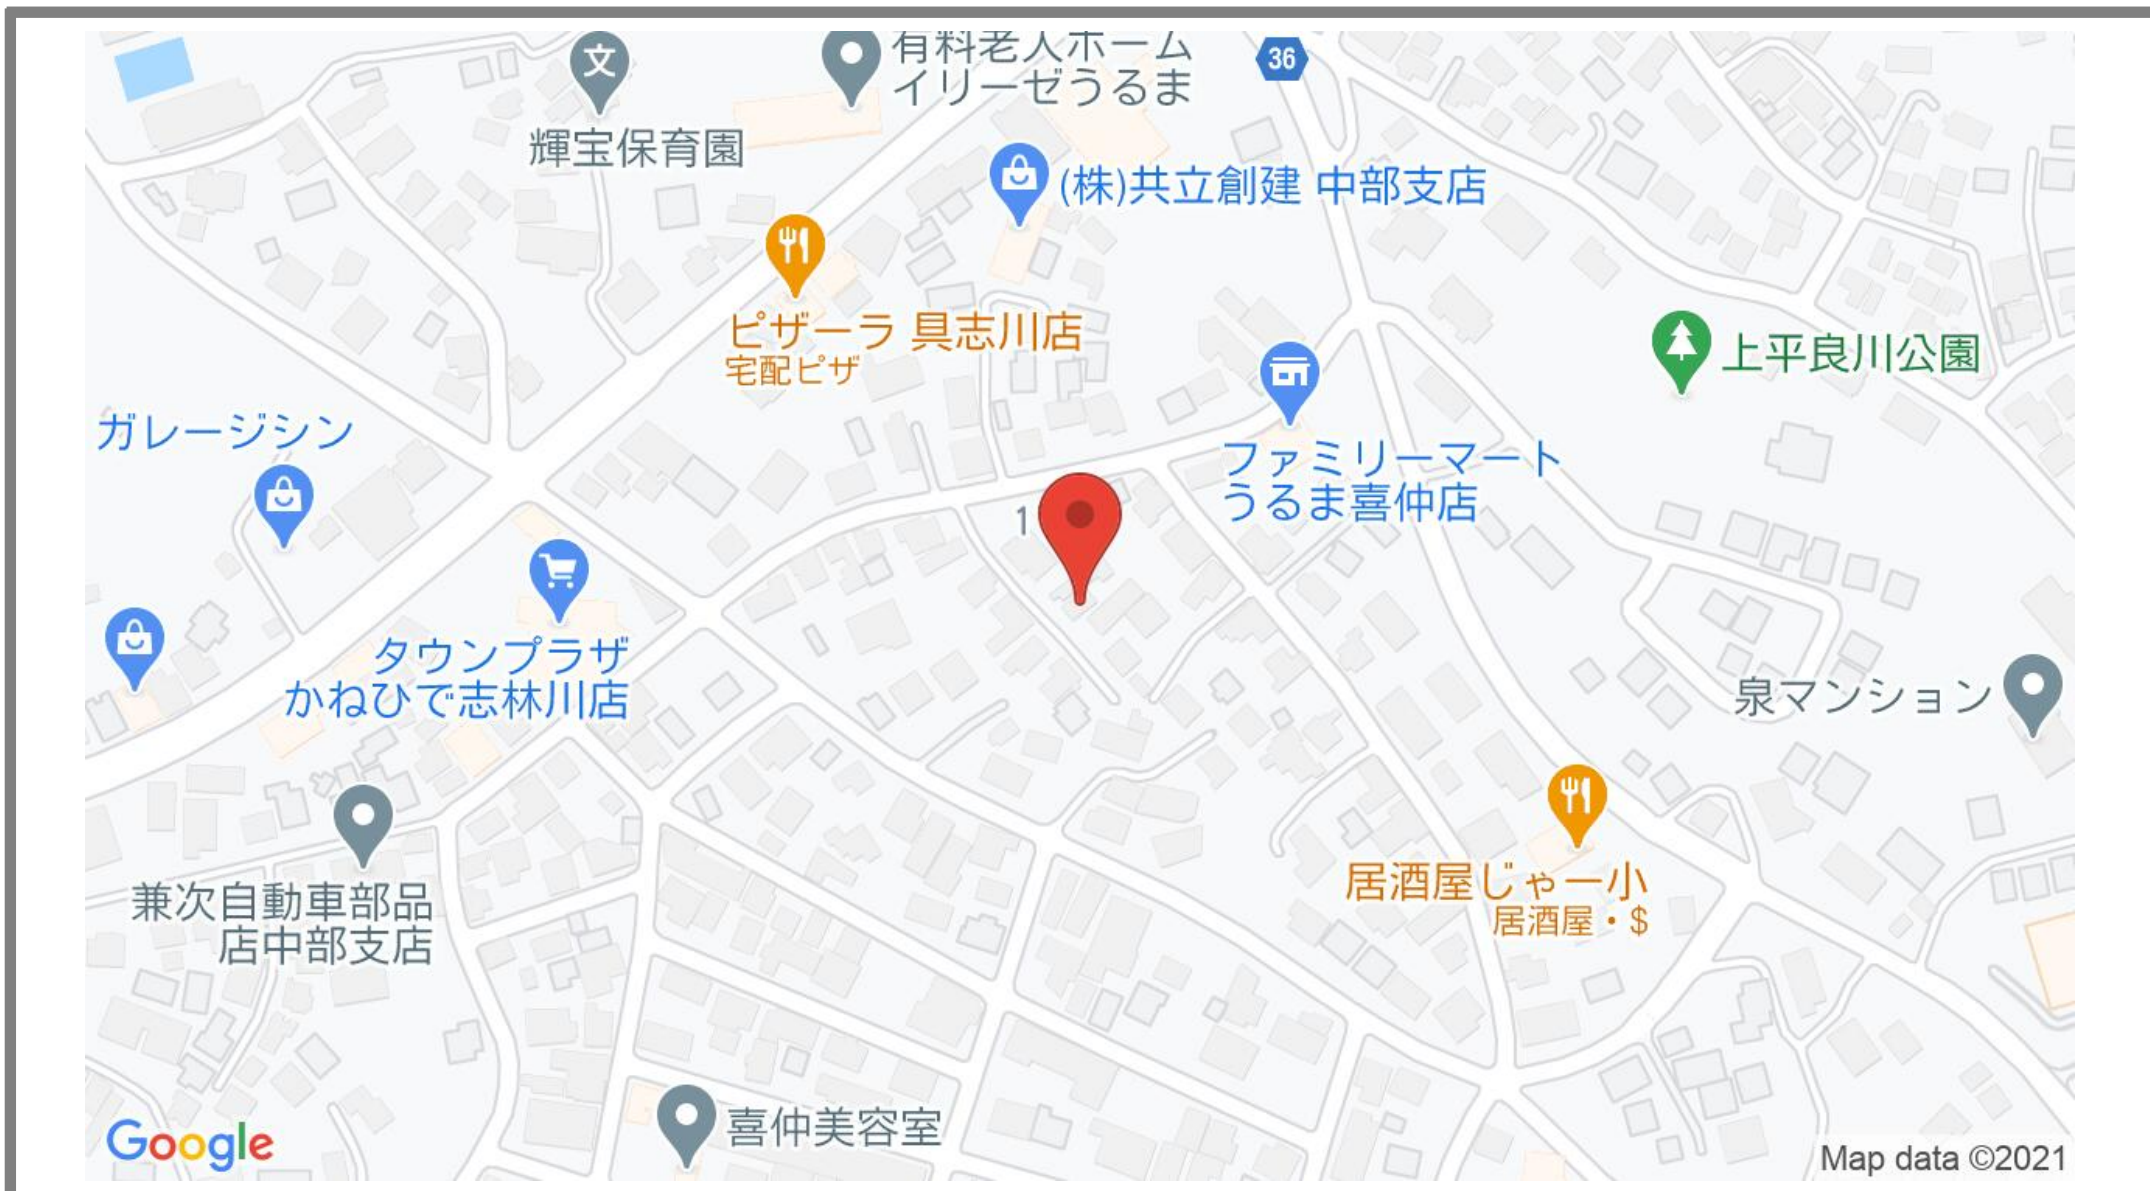 有料老人ホーム
イリーゼうるま
36
文
輝宝保育園
(株)共立創建 中部支店
ピザーラ 具志川店
宅配ピザ
上平良川公園
ガレージシン
ファミリーマート
うるま喜仲店
1
タウンプラザ
かねひで志林川店
泉マンション
居酒屋じゃー小
居酒屋・$
兼次自動車部品
店中部支店
喜仲美容室
Google
Map data ©2021